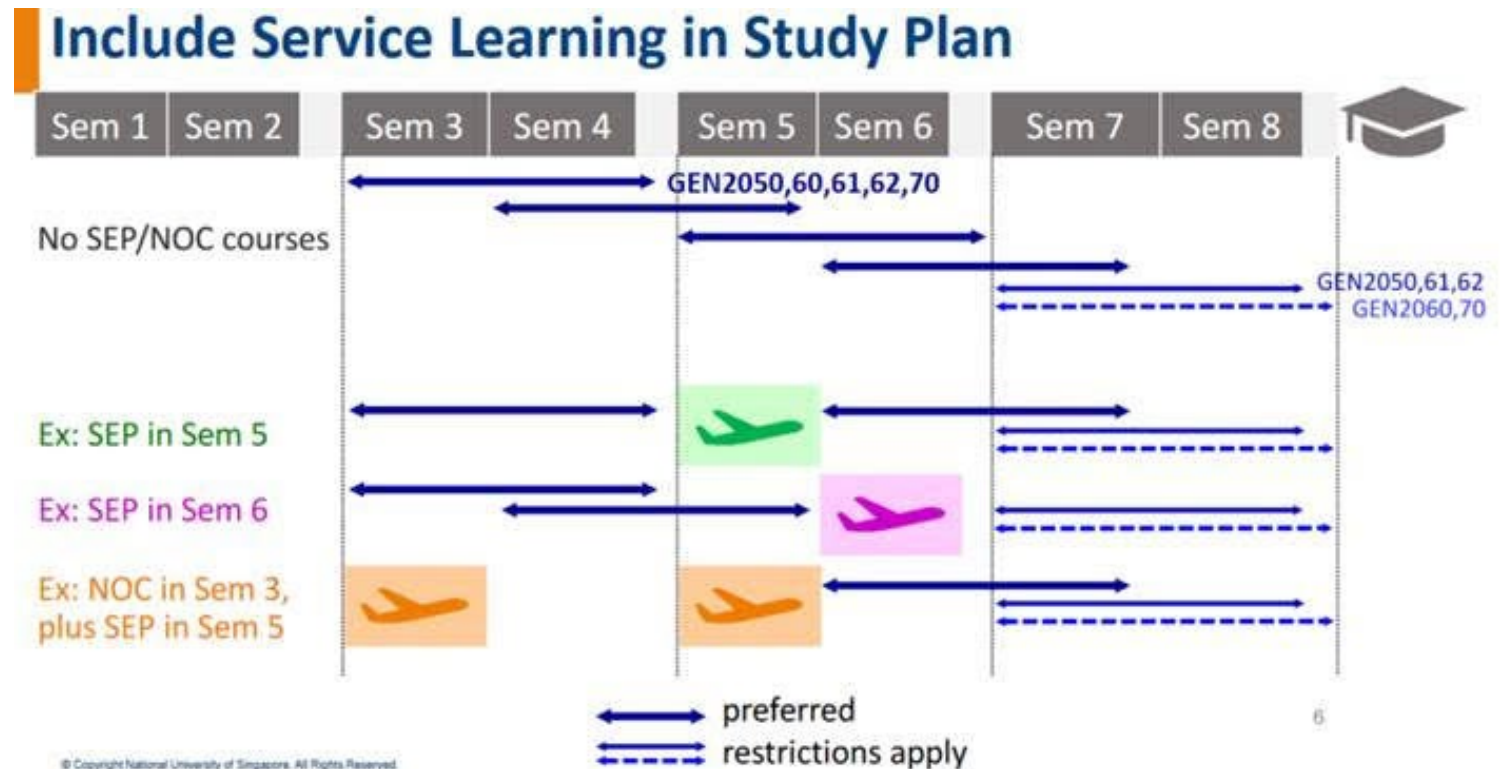 Include Service Learning in Study Plan
Sem 1 Sem 2 Sem 3 Sem 4 Sem 5 Sem 6 Sem 7 Sem 8
GEN2050,60,61,62,70
No SEP/NOC courses
GEN2050,61,62
GEN2060,70
Ex: SEP in Sem 5
Ex: SEP in Sem 6
Ex: NOC in Sem 3,
plus SEP in Sem 5
preferred
6
restrictions apply
© Copyright National University of Singapore. All Rights Reserved.